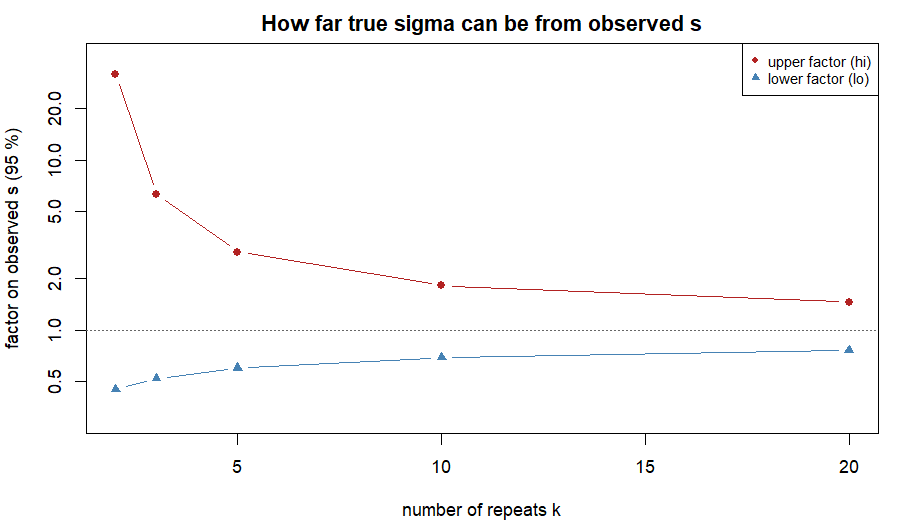 How far true sigma can be from observed s
upper factor (hi)
lower factor (lo)
factor on observed s (95 %)
20.0
10.0
5.0
2.0
1.0
0.5
5
10
15
20
number of repeats k